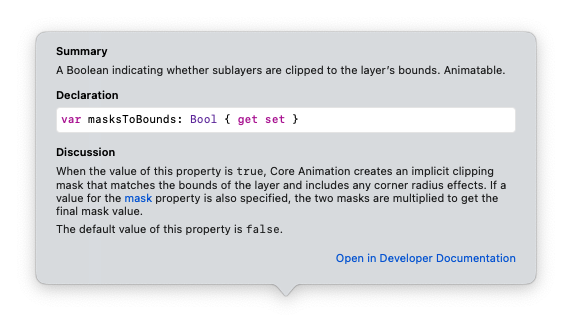 Summary
A Boolean indicating whether sublayers are clipped to the layer’s bounds. Animatable.
Declaration
var masksToBounds: Bool { get set }
Discussion
When the value of this property is true, Core Animation creates an implicit clipping
mask that matches the bounds of the layer and includes any corner radius effects. If a
value for the mask property is also specified, the two masks are multiplied to get the
final mask value.
The default value of this property is false.
Open in Developer Documentation